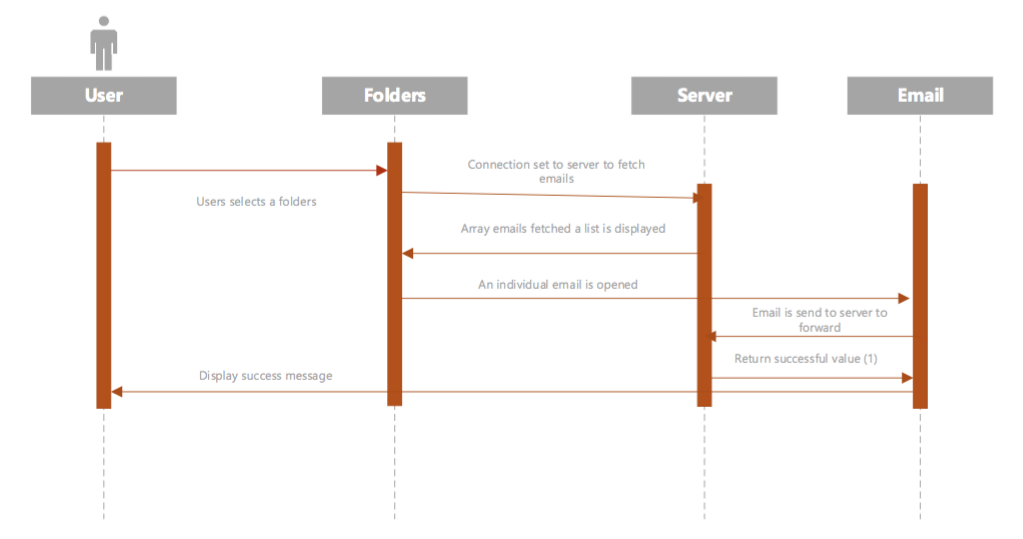 User
Folders
Server
Email
Connection set to server to fetch
emails
Users selects a folders
Array emails fetched a list is displayed
An individual email is opened
Email is send to server to
forward
Return successful value (1)
Display success message